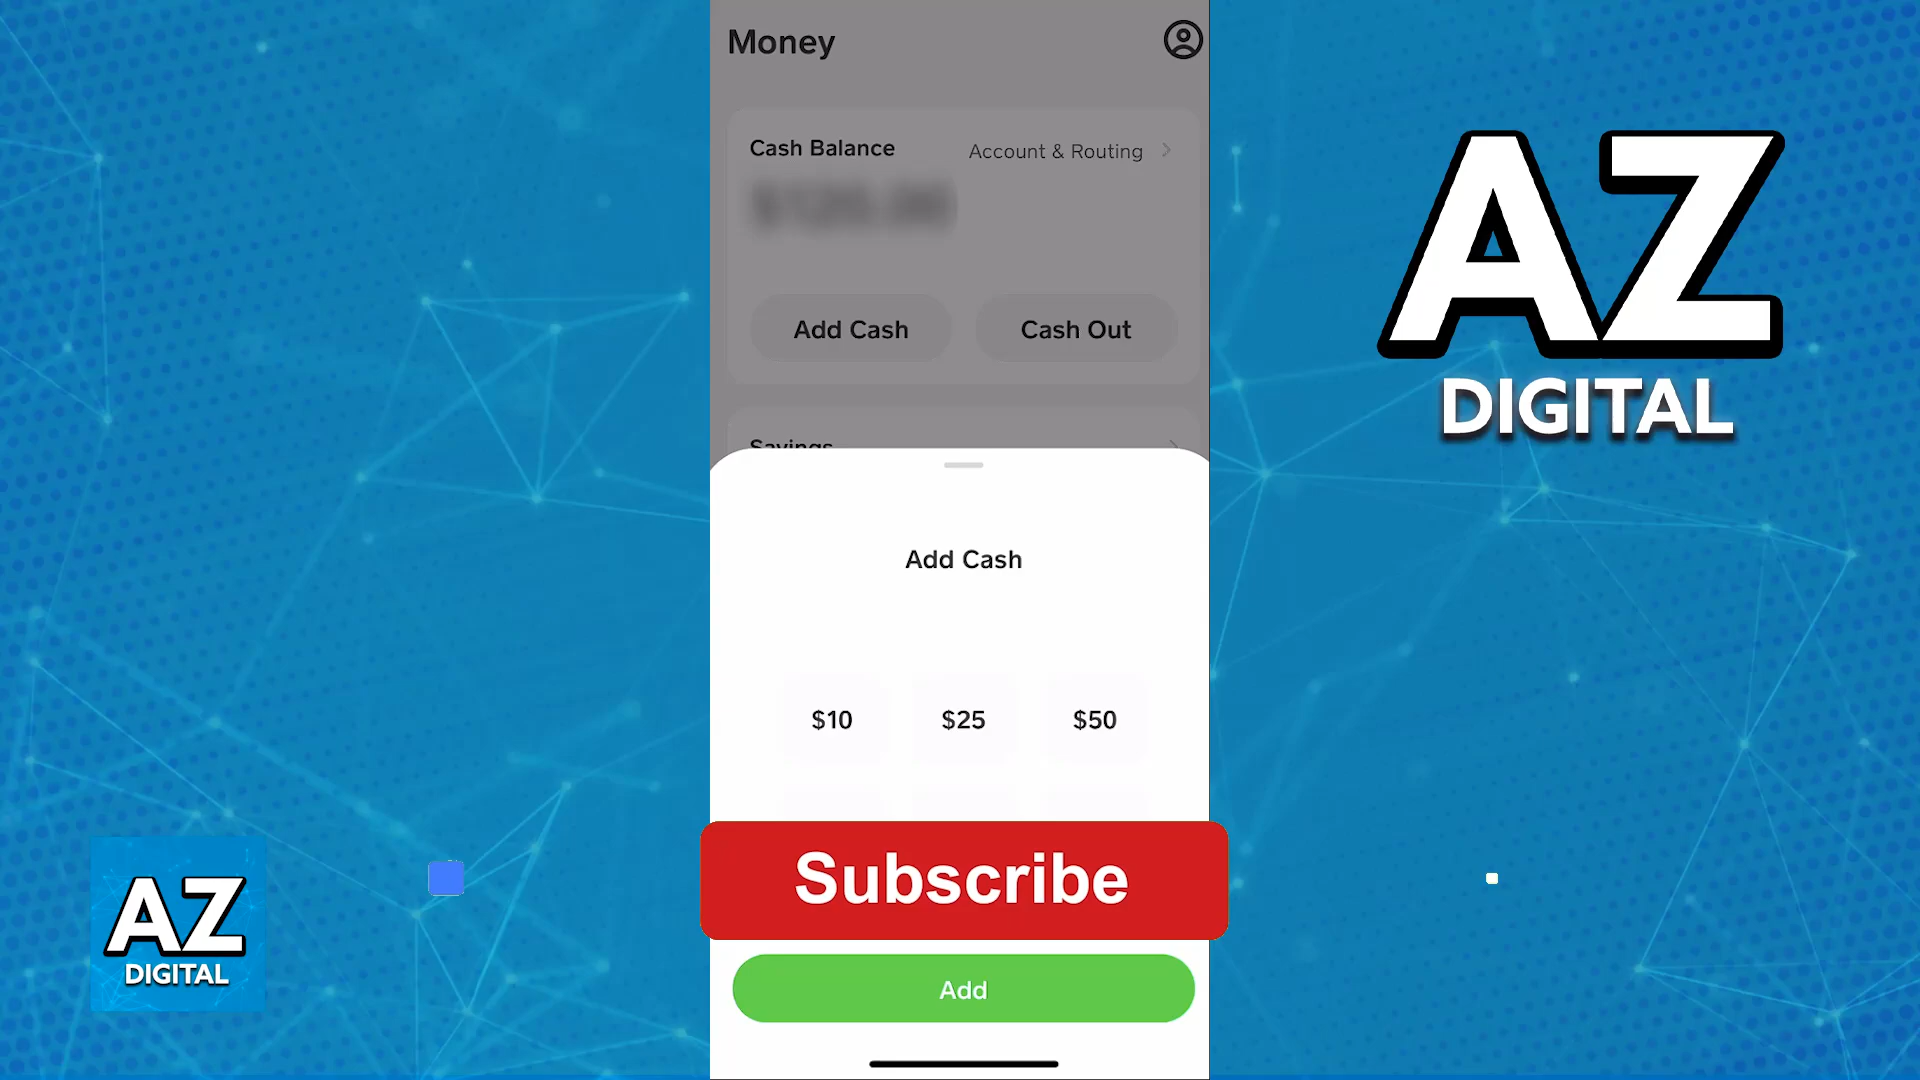 Money
Cash Balance
Account & Routing
Add Cash
Cash Out
Savings
Add Cash
$10
$25
$50
Subscribe
Add
AZ
DIGITAL
AZ
DIGITAL